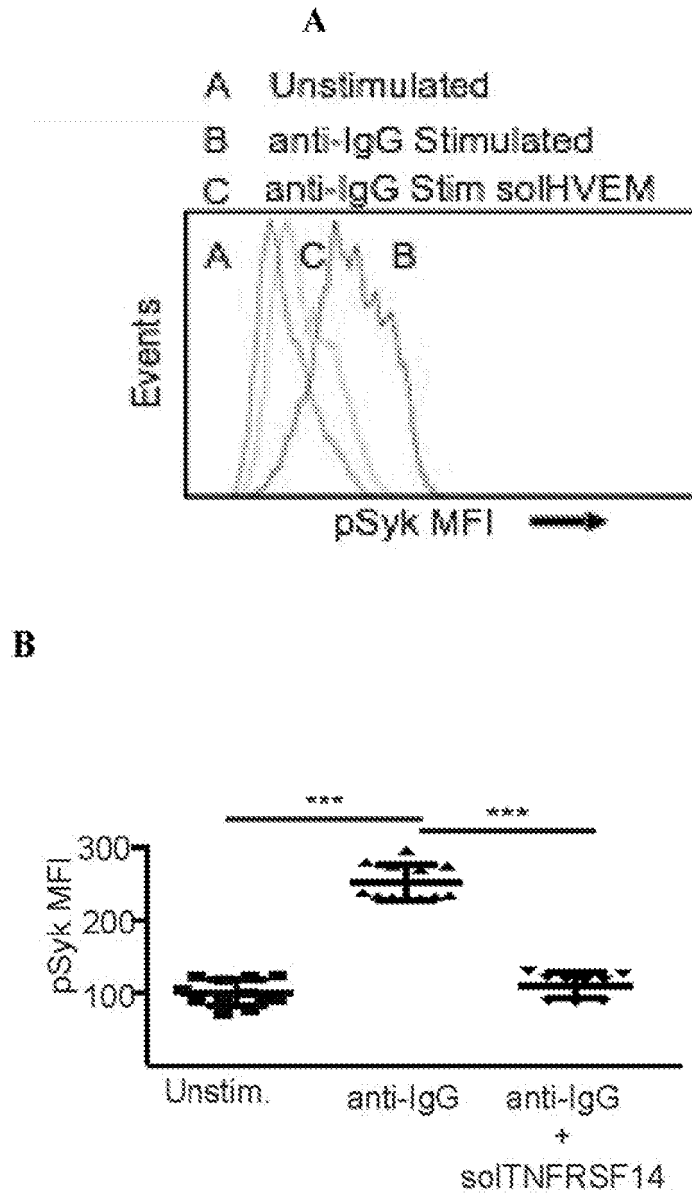 A
A Unstimulated
B anti-IgG Stimulated
C anti-IgG Stim solHVEM
A C B
Events
pSyk MFI
B
*** ***
300
200
100
pSyk MFI
Unstim. anti-IgG anti-IgG
+
solTNFRSF14